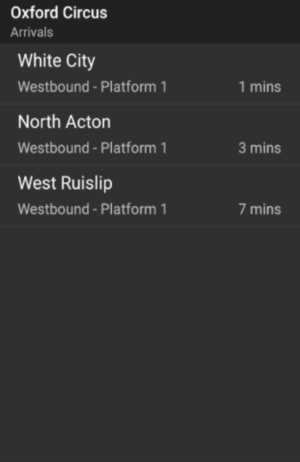 Oxford Circus
Arrivals
White City
Westbound - Platform 1 1 mins
North Acton
Westbound - Platform 1 3 mins
West Ruislip
Westbound - Platform 1 7 mins